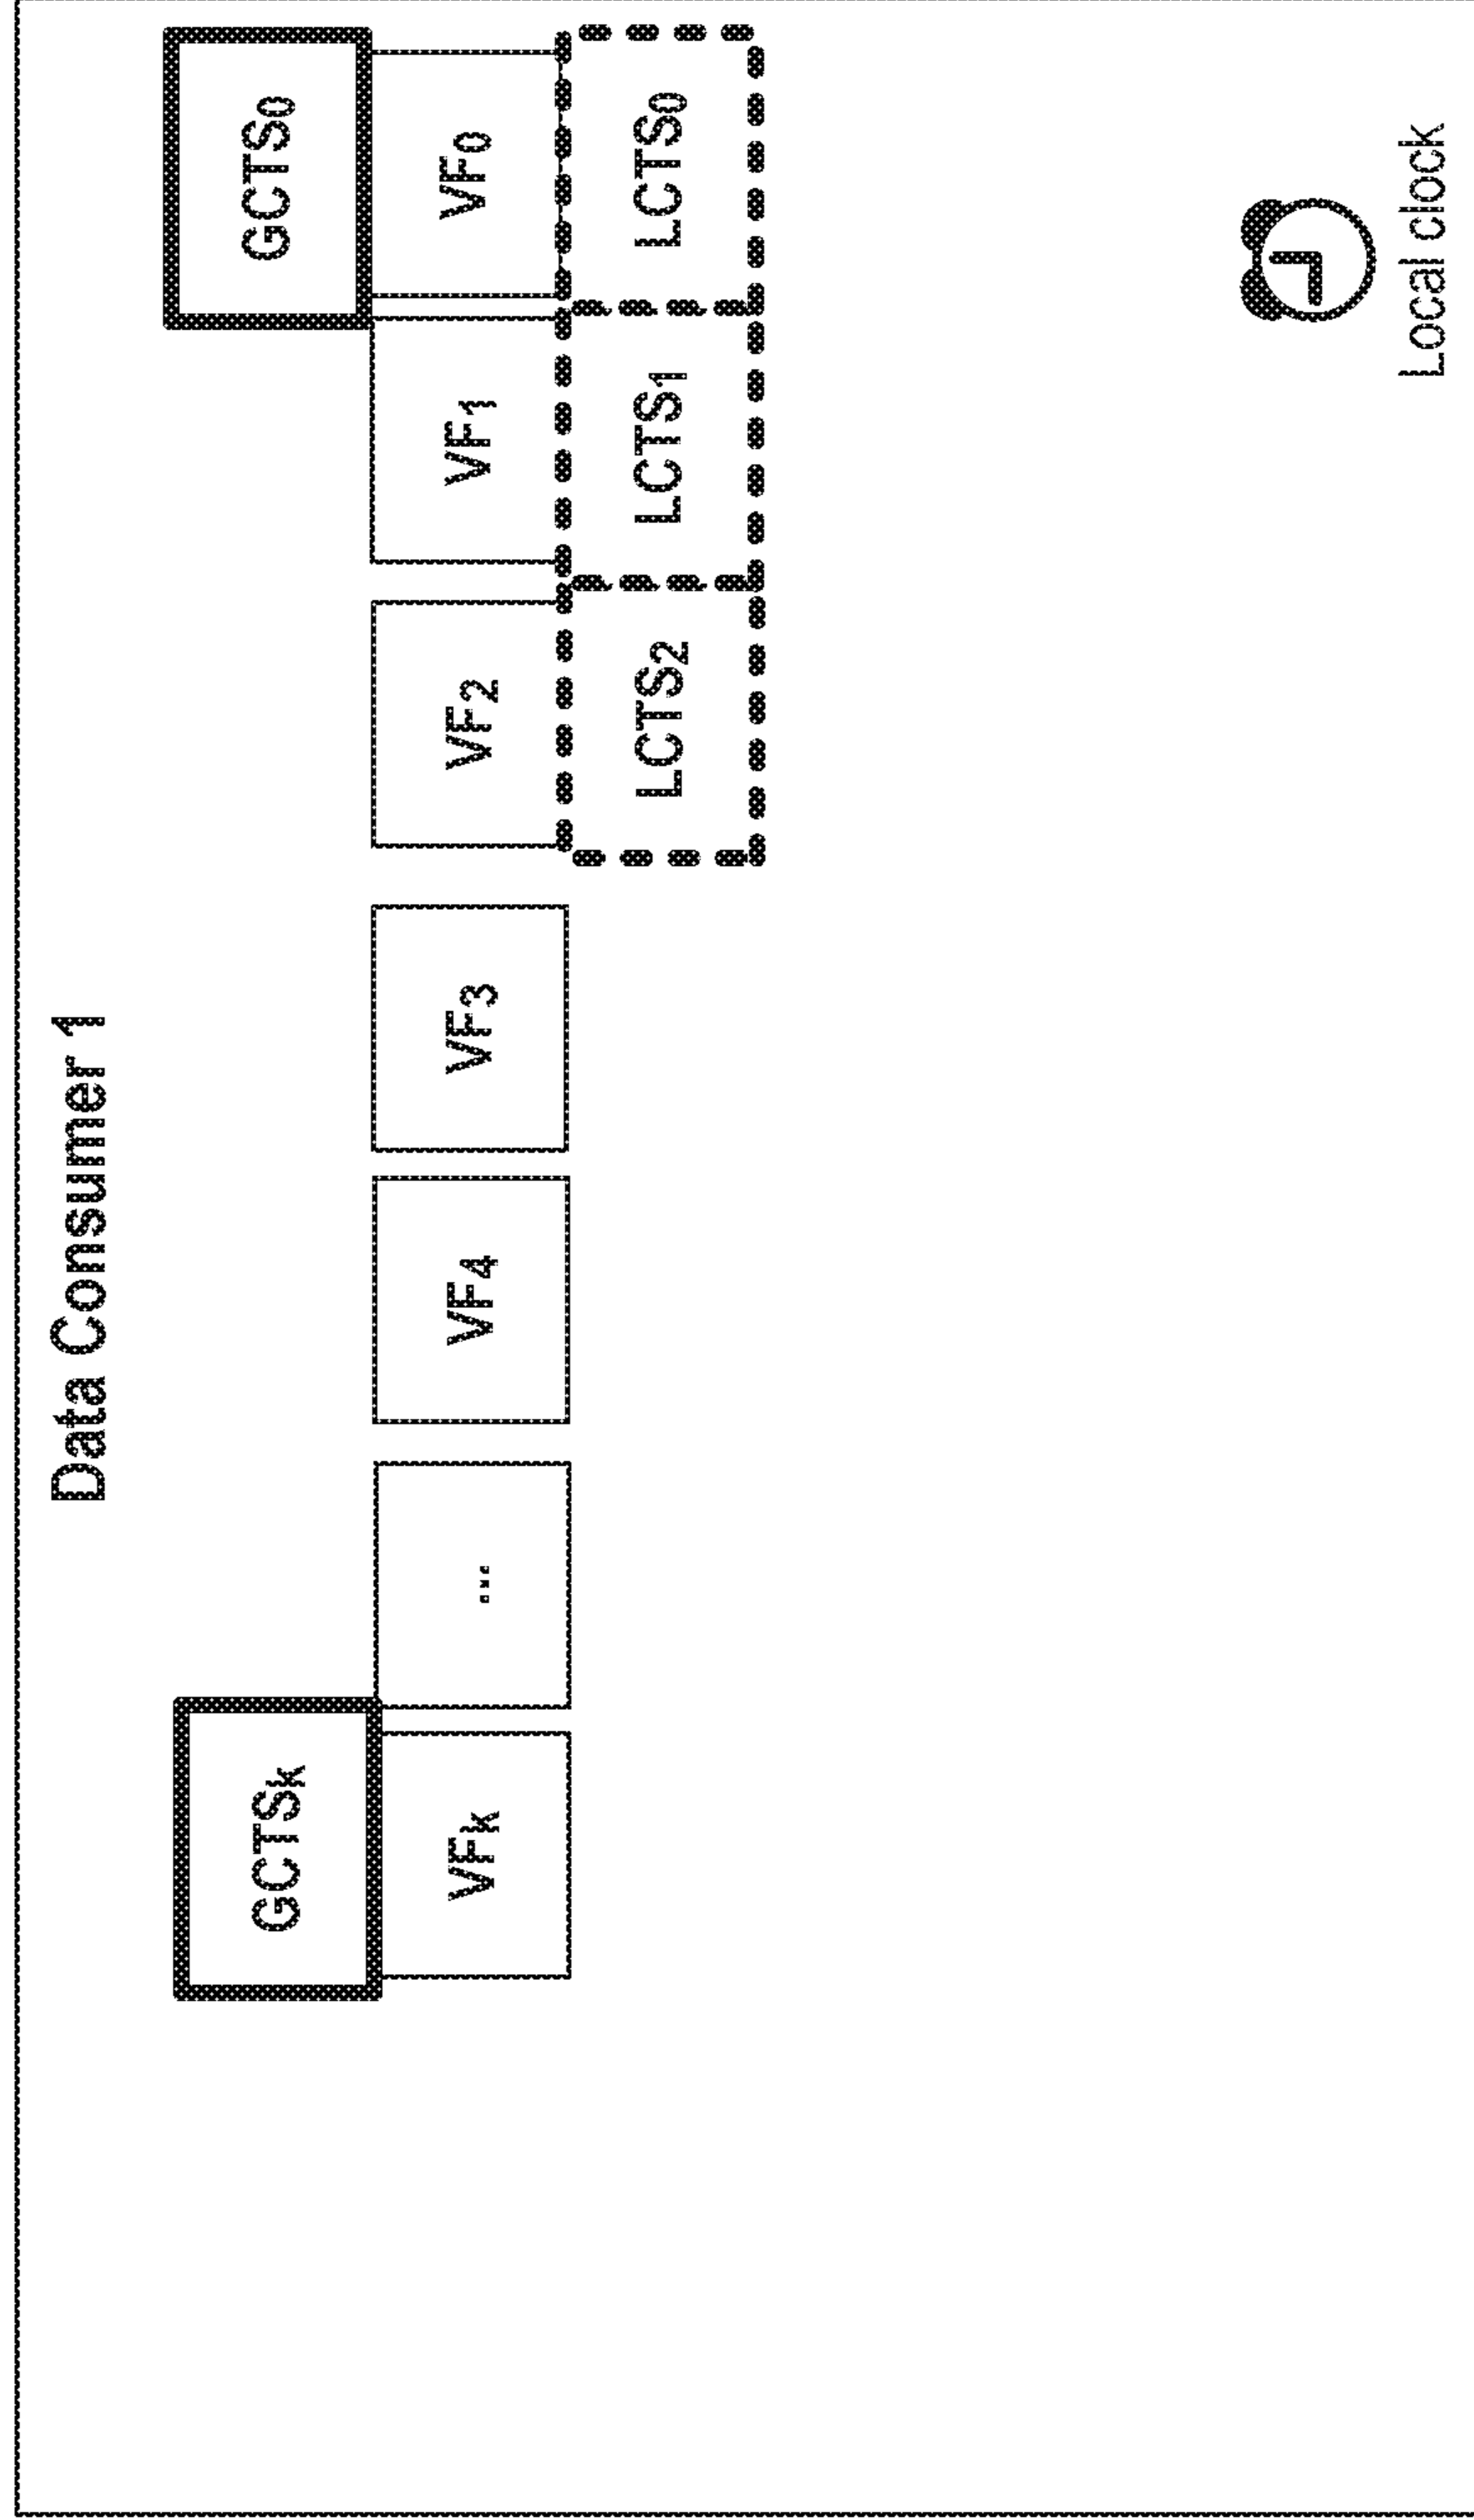 Data Consumer 1
GCTSk GCTS0
VFk ... VF4 VF3 VF2 VF1 VF0
LCTS2 LCTS1 LCTS0
Local clock